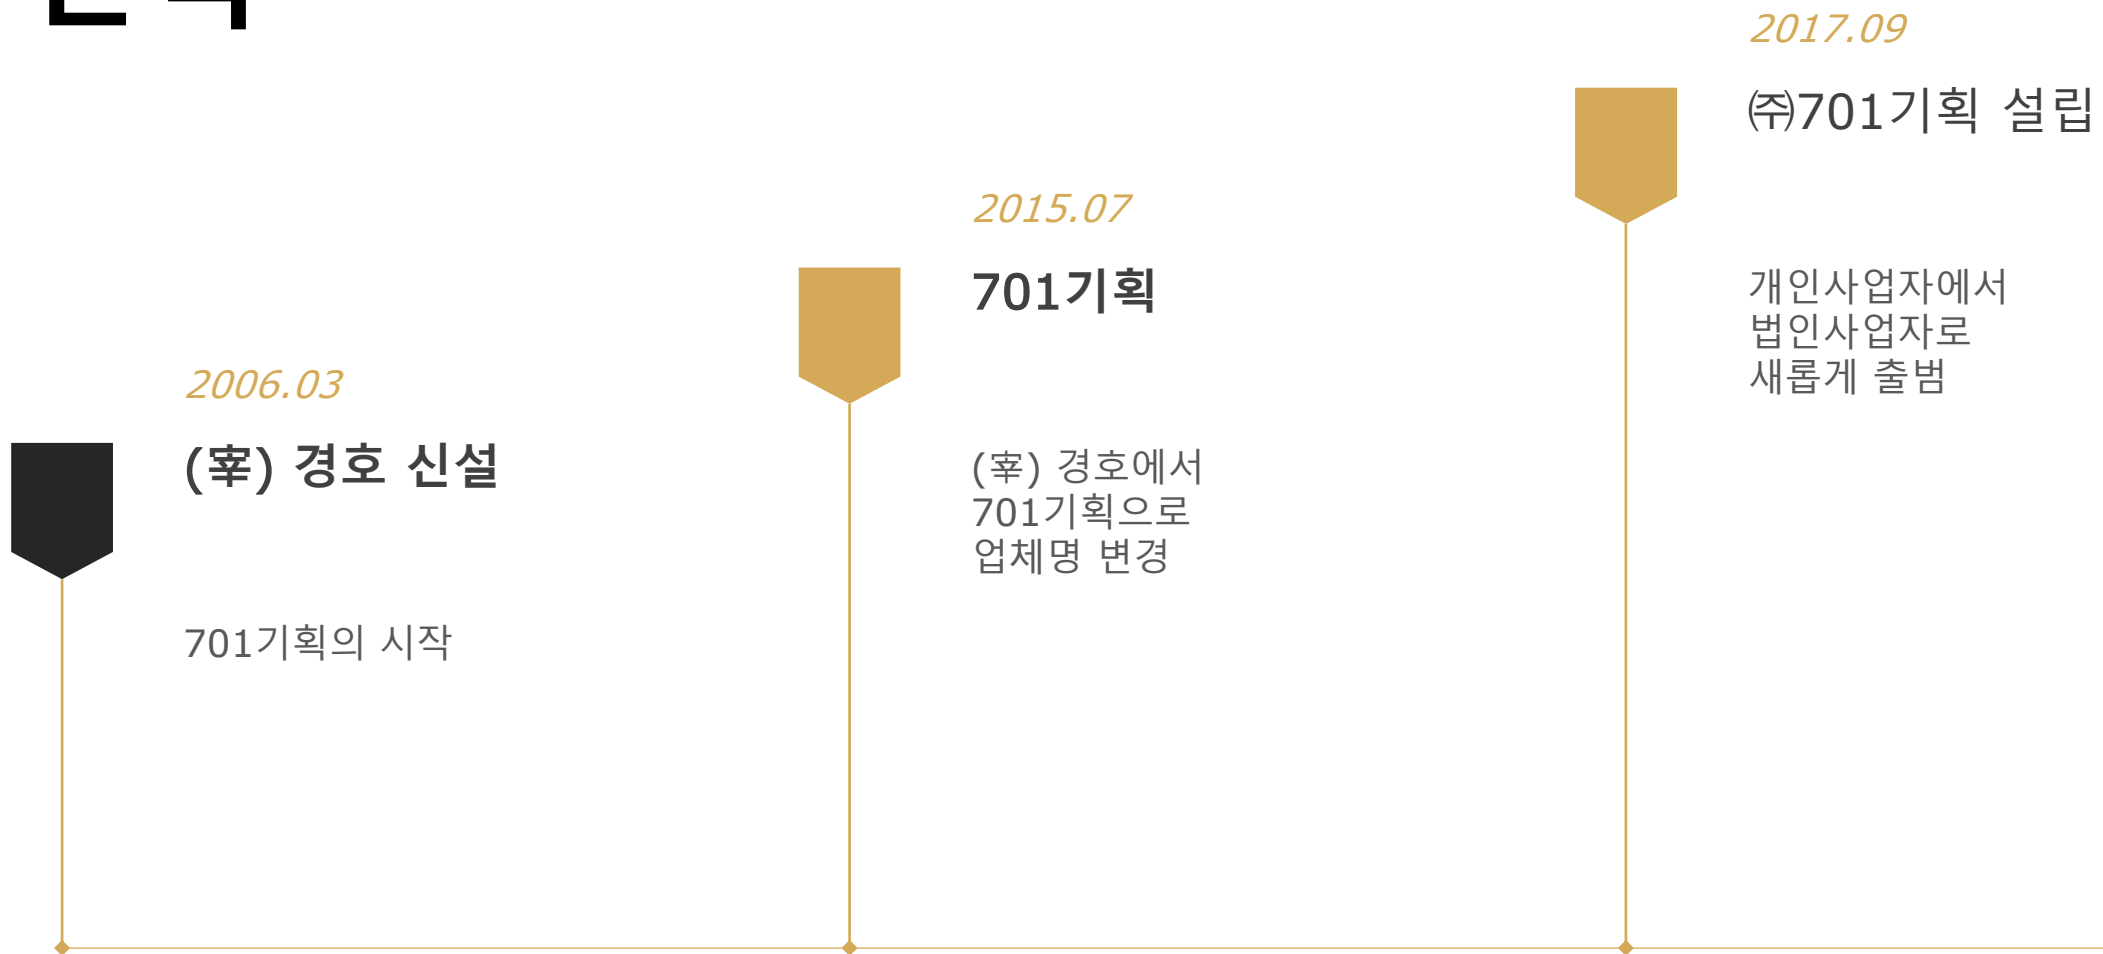 2006.03
(宰) 경호 신설
701기획의 시작
2015.07
701기획
(宰) 경호에서
701기획으로
업체명 변경
2017.09
㈜701기획 설립
개인사업자에서
법인사업자로
새롭게 출범